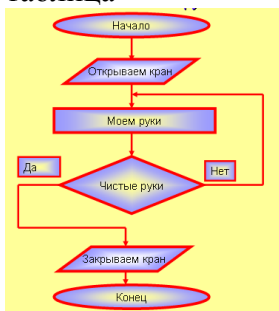 Начало
Открываем кран
Моем руки
Да
Нет
Чистые руки
Закрываем кран
Конец